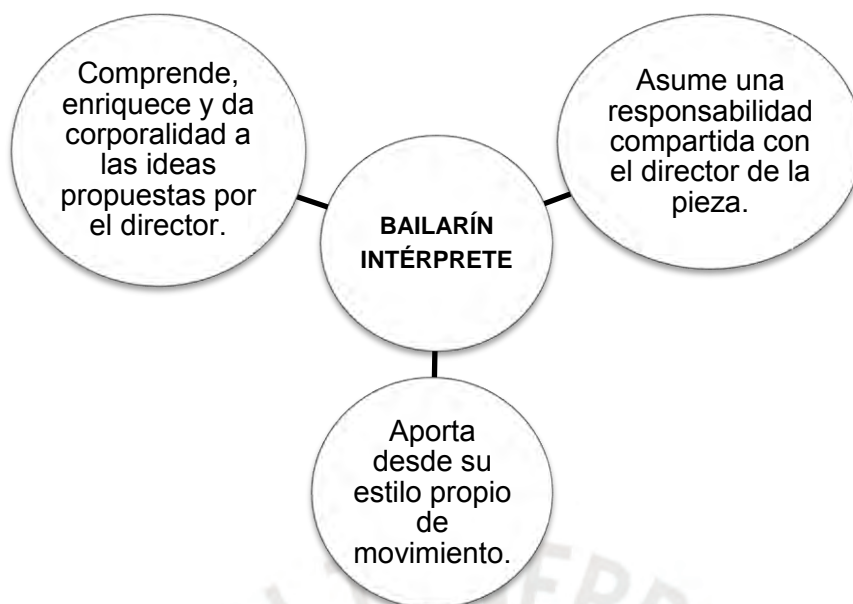 Comprende,
enriquece y da
corporalidad a
las ideas
propuestas por
el director.
Asume una
responsabilidad
compartida con
el director de la
pieza.
BAILARÍN
INTÉRPRETE
Aporta
desde su
estilo propio
de
movimiento.